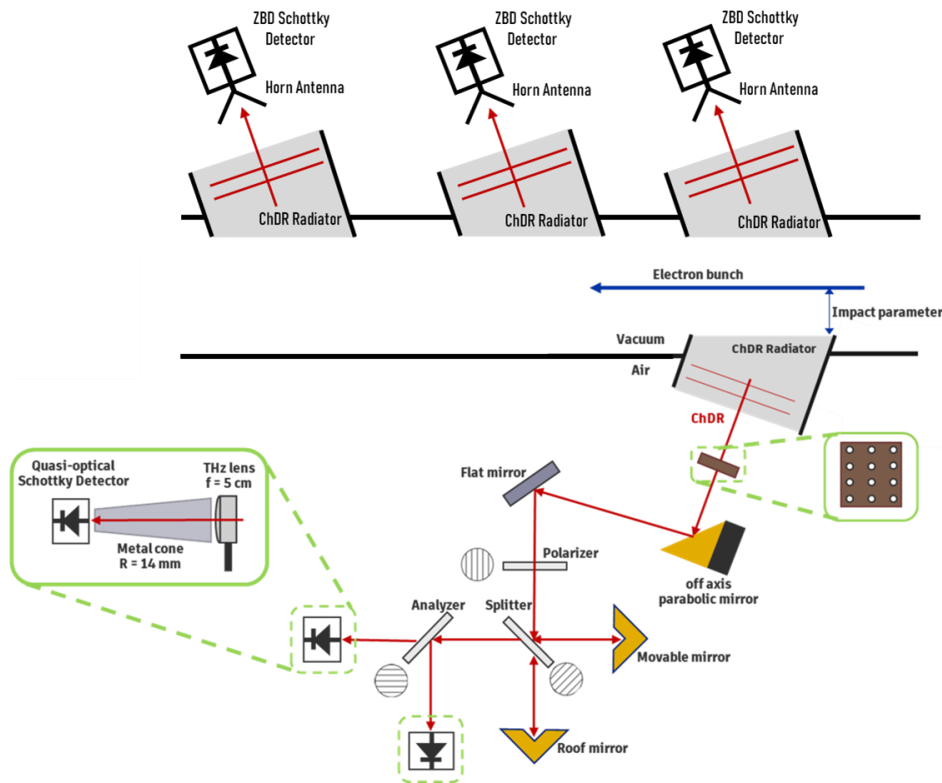 ZBD Schottky
Detector
Horn Antenna
ChDR Radiator
ZBD Schottky
Detector
Horn Antenna
ChDR Radiator
ZBD Schottky
Detector
Horn Antenna
ChDR Radiator
Electron bunch
Impact parameter
Vacuum
Air
ChDR Radiator
ChDR
Quasi-optical
Schottky Detector
THz lens
f = 5 cm
Metal cone
R = 14 mm
Flat mirror
Polarizer
off axis
parabolic mirror
Analyzer
Splitter
Movable mirror
Roof mirror